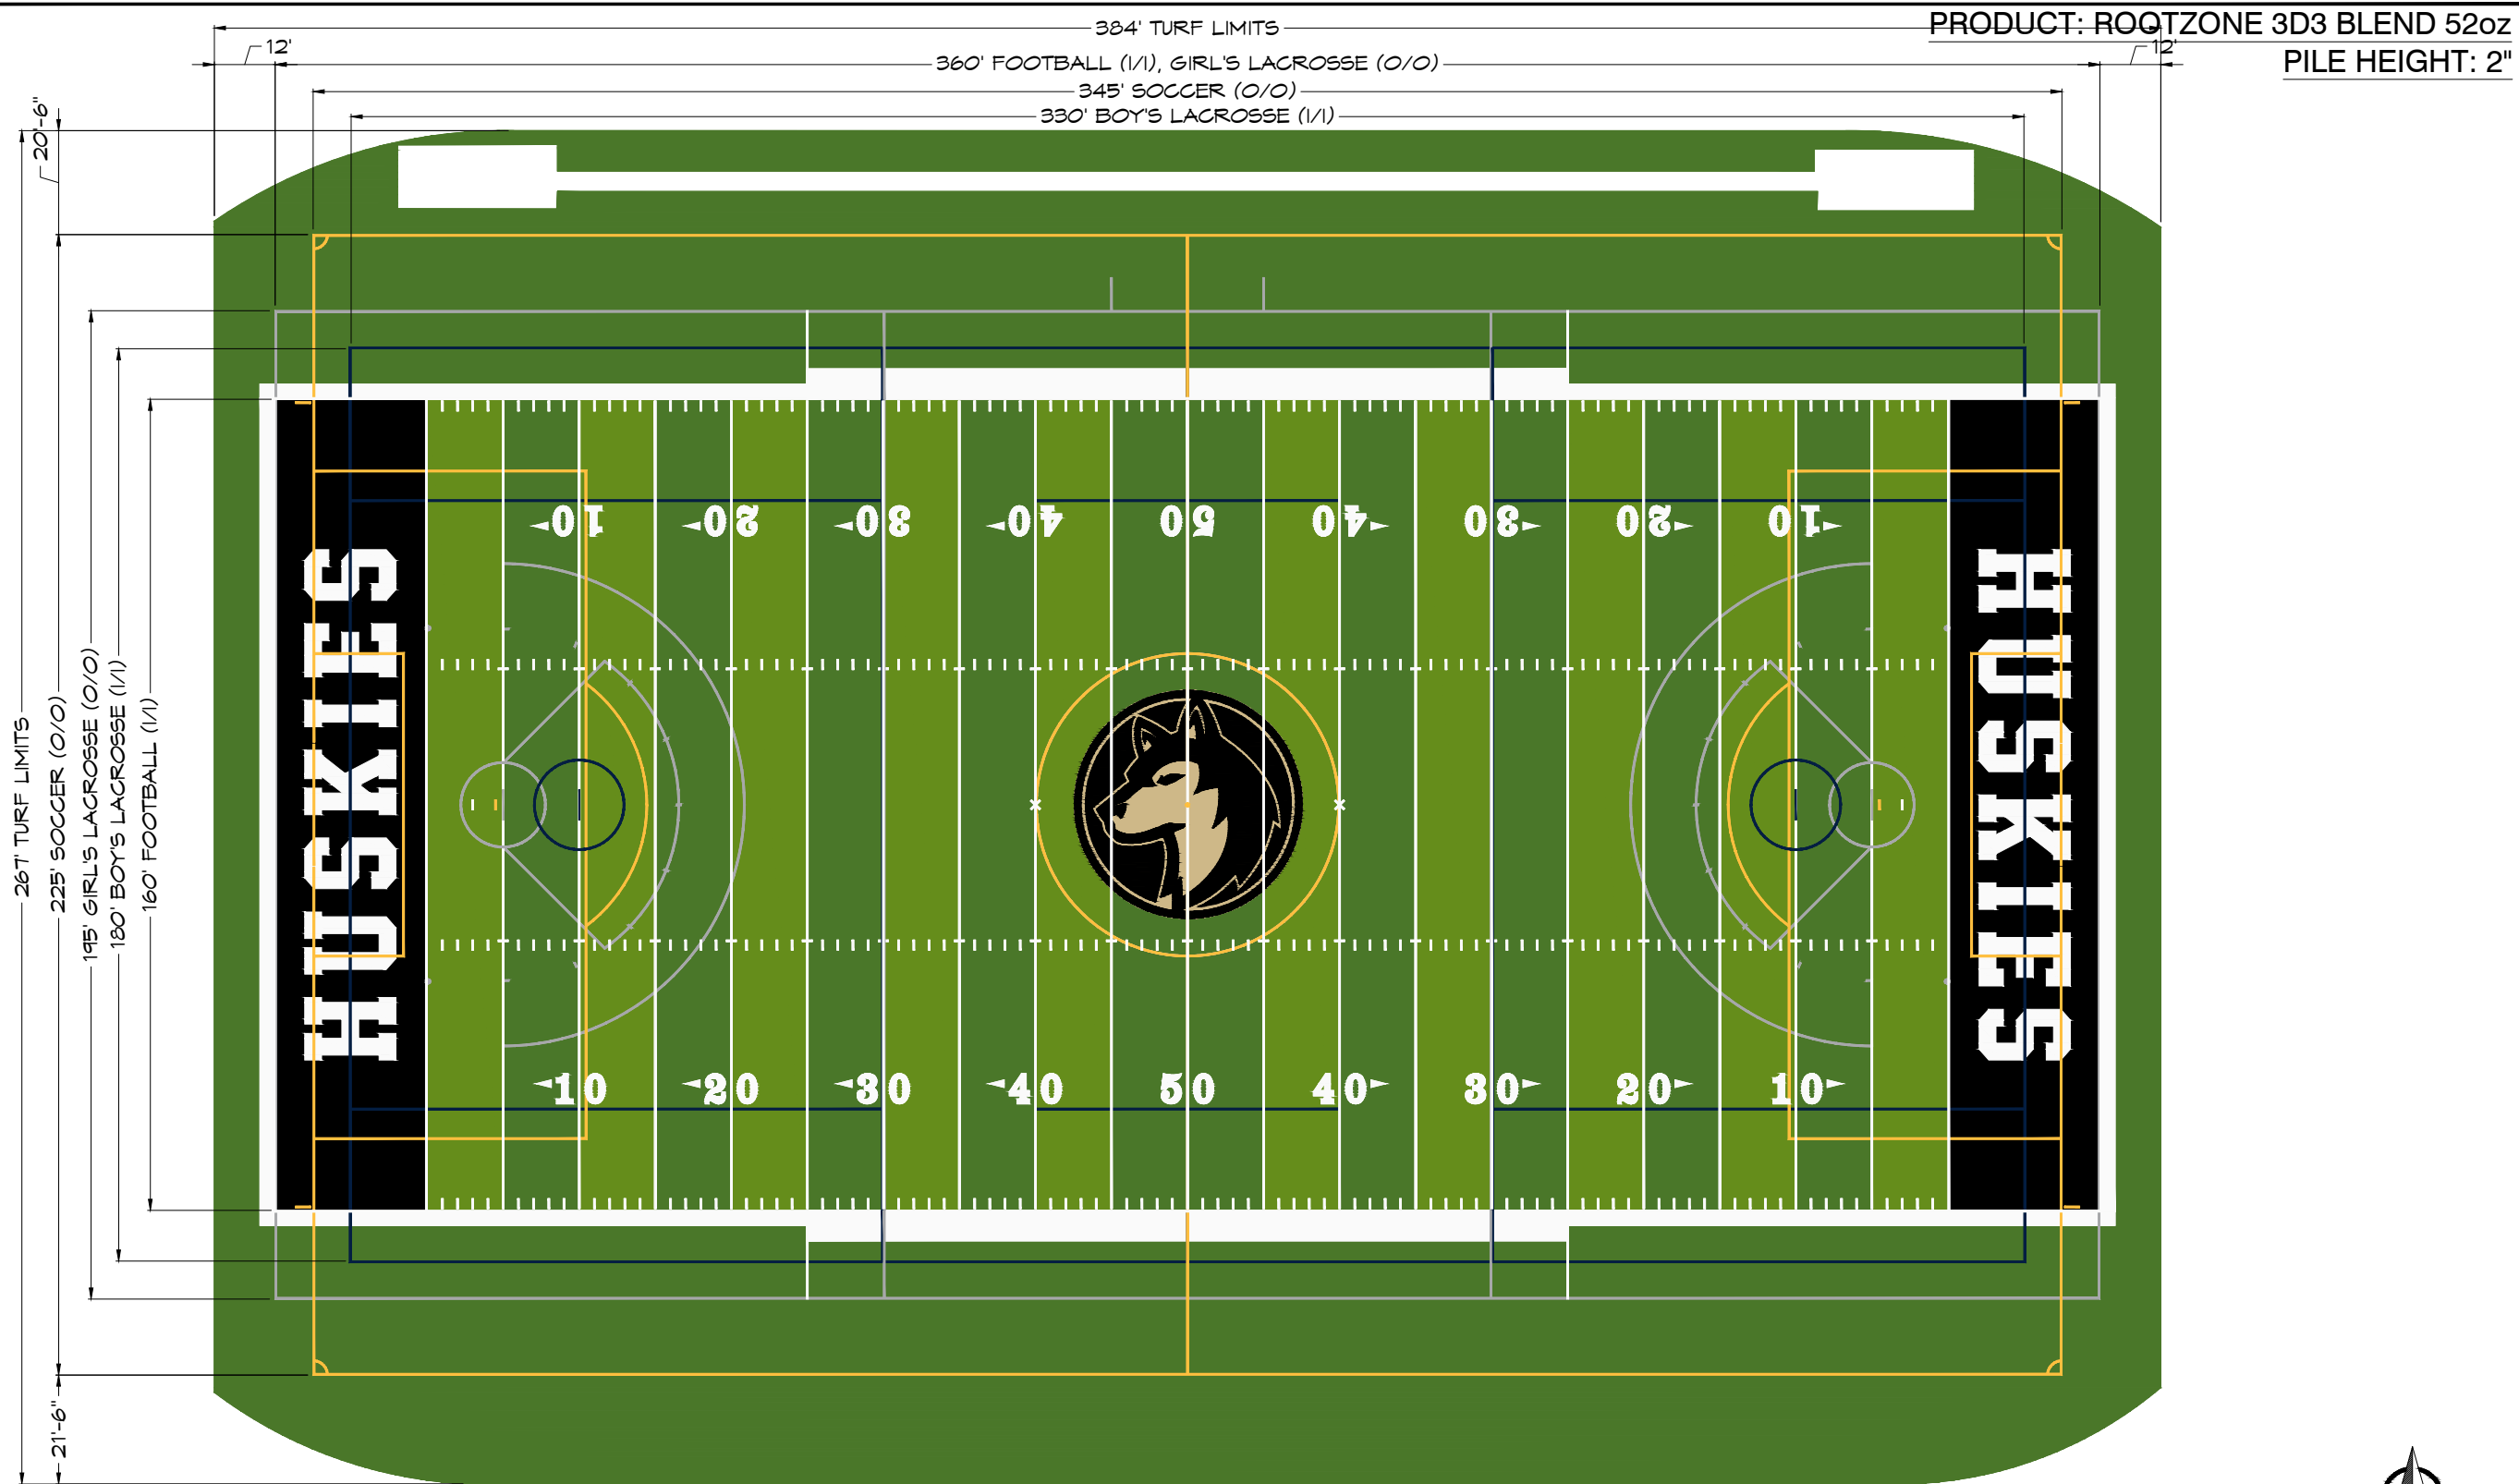 384' TURF LIMITS
PRODUCT: ROOTZONE 3D3 BLEND 52oz
12'
12'
360' FOOTBALL (1/1), GIRL'S LACROSSE (0/0)
PILE HEIGHT: 2"
345' SOCCER (0/0)
330' BOY'S LACROSSE (1/1)
20'-6"
267' TURF LIMITS
225' SOCCER (0/0)
195' GIRL'S LACROSSE (0/0)
180' BOY'S LACROSSE (1/1)
160' FOOTBALL (1/1)
21'-6"
10 20 30 40 50 40 30 20 10
HUSKIES
HUSKIES
10 20 30 40 50 40 30 20 10